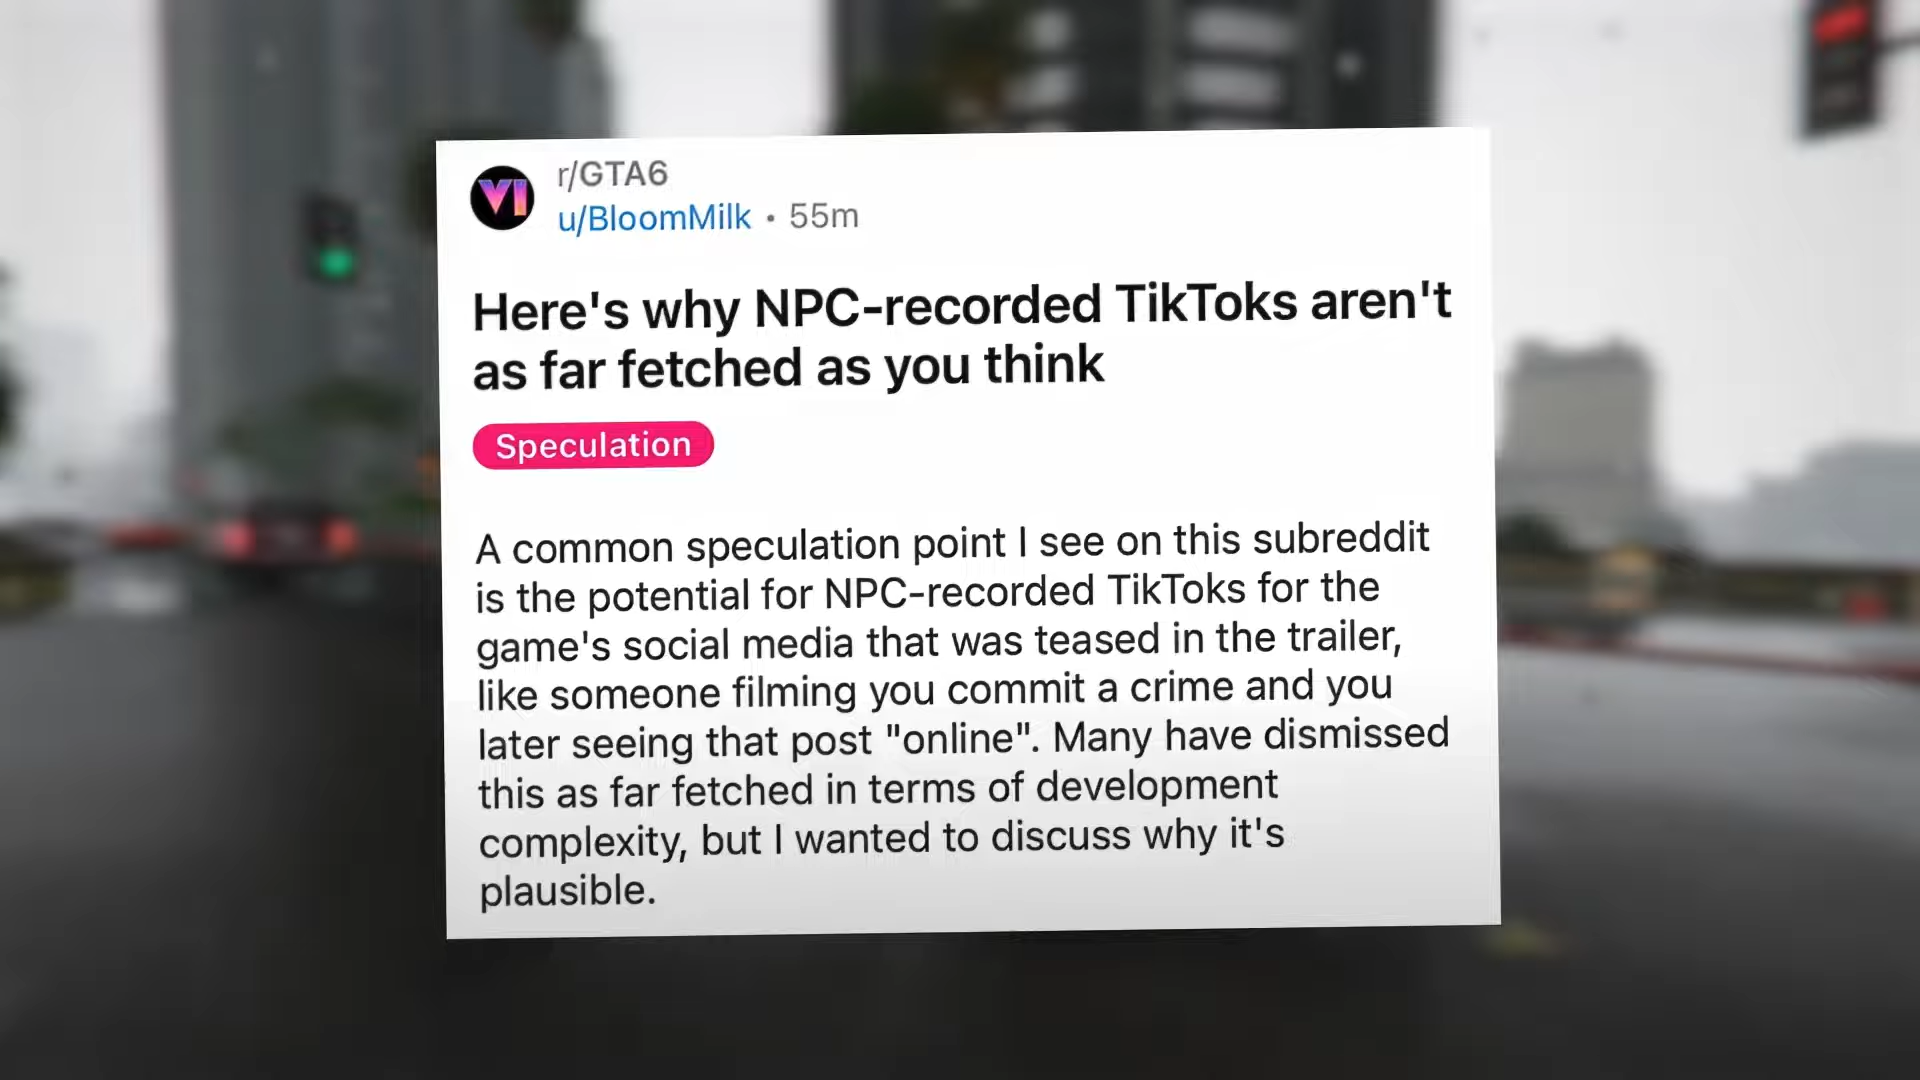 VI
r/GTA6
u/BloomMilk • 55m
Here's why NPC-recorded TikToks aren't
as far fetched as you think
Speculation
A common speculation point I see on this subreddit
is the potential for NPC-recorded TikToks for the
game's social media that was teased in the trailer,
like someone filming you commit a crime and you
later seeing that post "online". Many have dismissed
this as far fetched in terms of development
complexity, but I wanted to discuss why it's
plausible.